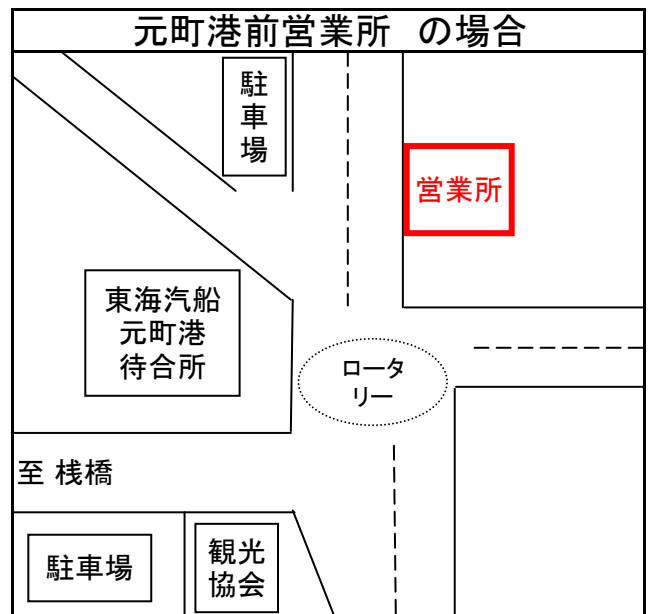 元町港前営業所 の場合
駐
車
場
営業所
東海汽船
元町港
待合所
ロータ
リー
至 桟橋
駐車場
観光
協会